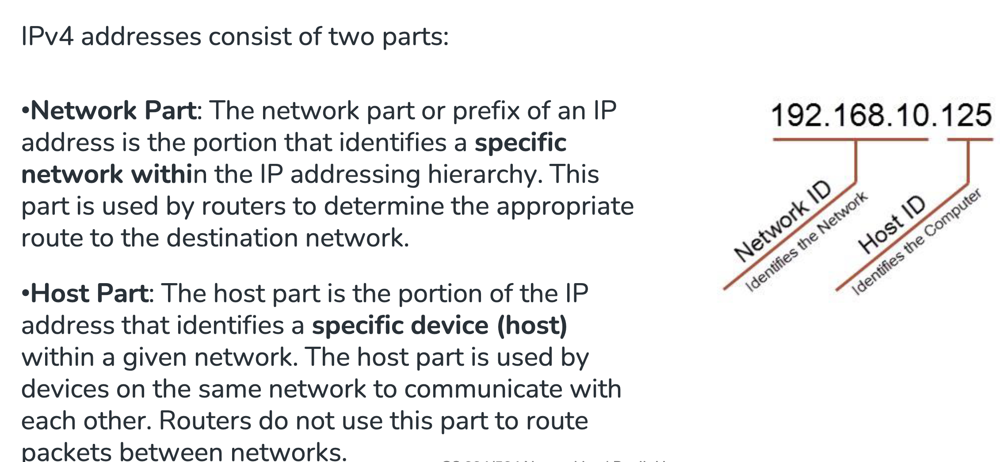 IPv4 addresses consist of two parts:
•Network Part: The network part or prefix of an IP
address is the portion that identifies a specific
network within the IP addressing hierarchy. This
part is used by routers to determine the appropriate
route to the destination network.
•Host Part: The host part is the portion of the IP
address that identifies a specific device (host)
within a given network. The host part is used by
devices on the same network to communicate with
each other. Routers do not use this part to route
packets between networks.
192.168.10.125
Network ID
Identifies the Network
Host ID
Identifies the Computer